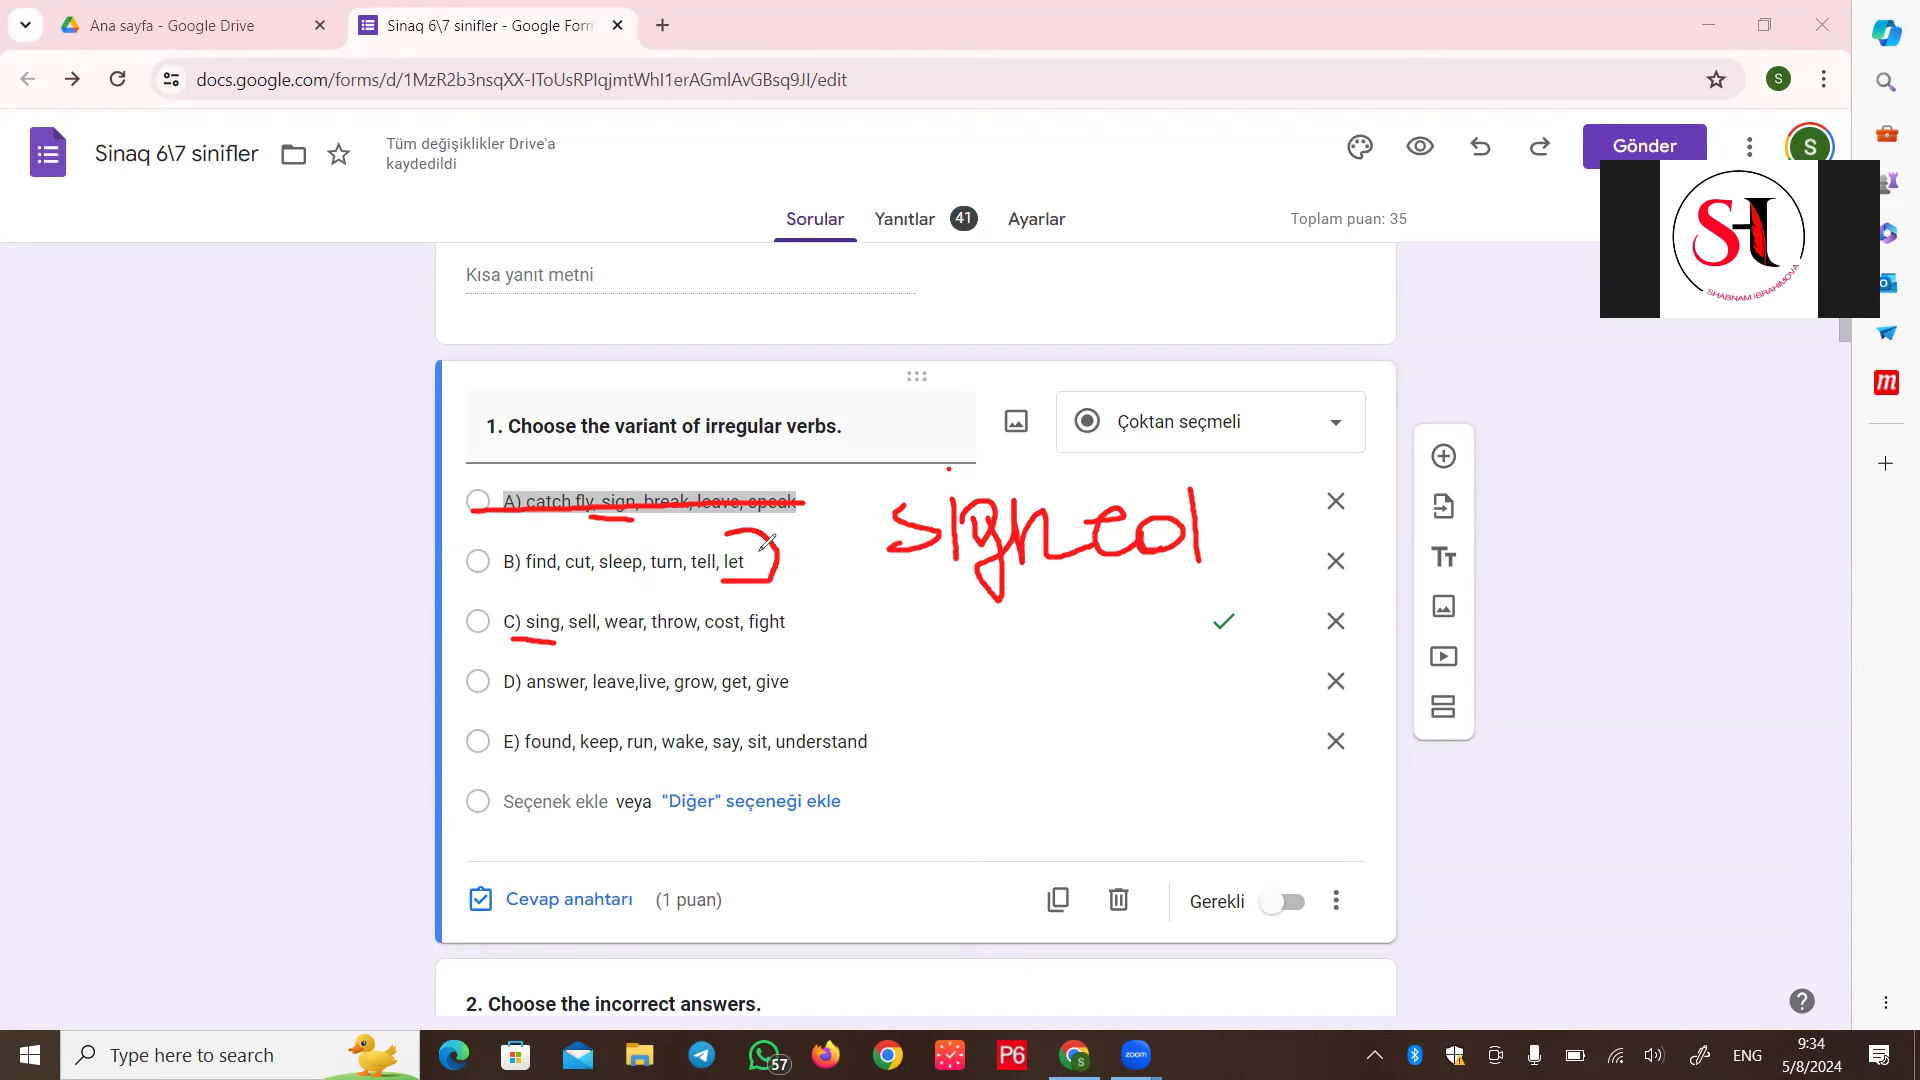 Ana sayfa - Google Drive
Sinaq 6\7 sinifler - Google Form
docs.google.com/forms/d/1MzR2b3nsqXX-IToUsRPIqjmtWhI1erAGmlAvGBsq9JI/edit
S
Sinaq 6\7 sinifler
Tüm değişiklikler Drive'a
kaydedildi
Gönder
S
Sorular
Yanıtlar 41
Ayarlar
Toplam puan: 35
SHABNAM İBRAHIMOVA
Kısa yanıt metni
1. Choose the variant of irregular verbs.
Çoktan seçmeli
A) catch fly, sign, break, leave, speak
signed
B) find, cut, sleep, turn, tell, let
C) sing, sell, wear, throw, cost, fight
D) answer, leave,live, grow, get, give
E) found, keep, run, wake, say, sit, understand
Seçenek ekle veya "Diğer" seçeneği ekle
Cevap anahtarı (1 puan)
Gerekli
2. Choose the incorrect answers.
Type here to search
57
P6
zoom
ENG
9:34
5/8/2024